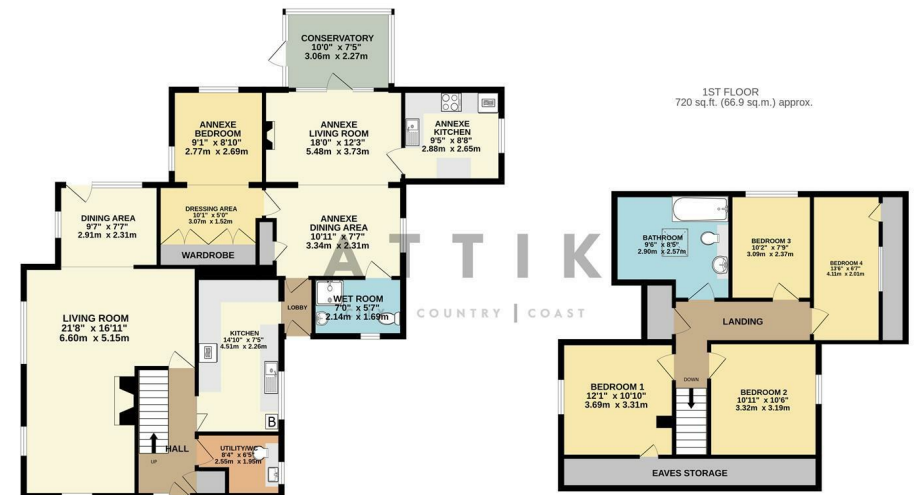 CONSERVATORY
10'0" x 7'5"
3.06m x 2.27m
ANNEXE
BEDROOM
9'1" x 8'10"
2.77m x 2.69m
ANNEXE
LIVING ROOM
18'0" x 12'3"
5.48m x 3.73m
ANNEXE
KITCHEN
9'5" x 8'8"
2.88m x 2.65m
DINING AREA
9'7" x 7'7"
2.91m x 2.31m
DRESSING AREA
10'1" x 5'0"
3.07m x 1.52m
WARDROBE
ANNEXE
DINING AREA
10'11" x 7'7"
3.34m x 2.31m
LIVING ROOM
21'8" x 16'11"
6.60m x 5.15m
KITCHEN
14'10" x 7'5"
4.51m x 2.26m
LOBBY
WET ROOM
7'0" x 5'7"
2.14m x 1.69m
B
UP
HALL
UTILITY/WC
8'4" x 6'5"
2.55m x 1.95m
ATTIK
COUNTRY | COAST
1ST FLOOR
720 sq.ft. (66.9 sq.m.) approx.
BATHROOM
9'6" x 8'5"
2.90m x 2.57m
BEDROOM 3
10'2" x 7'9"
3.09m x 2.37m
BEDROOM 4
13'6" x 6'7"
4.11m x 2.01m
LANDING
BEDROOM 1
12'1" x 10'10"
3.69m x 3.31m
DOWN
BEDROOM 2
10'11" x 10'6"
3.32m x 3.19m
EAVES STORAGE